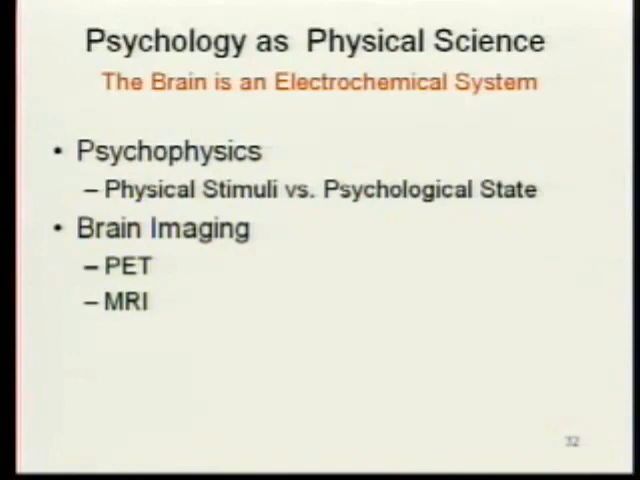 Psychology as Physical Science
The Brain is an Electrochemical System
• Psychophysics
– Physical Stimuli vs. Psychological State
• Brain Imaging
– PET
– MRI
32